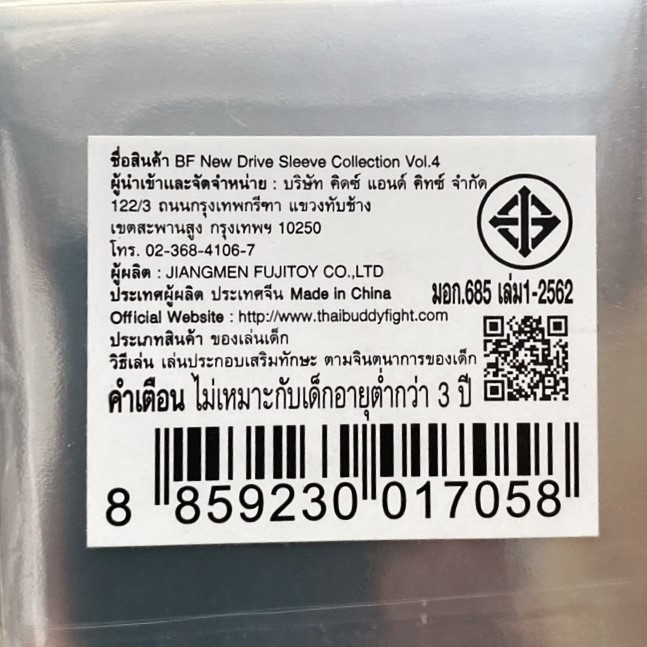 ชื่อสินค้า BF New Drive Sleeve Collection Vol.4
ผู้นำเข้าและจัดจำหน่าย : บริษัท คิดซ์ แอนด์ คิทซ์ จำกัด
122/3 ถนนกรุงเทพกรีฑา แขวงทับช้าง
เขตสะพานสูง กรุงเทพฯ 10250
โทร. 02-368-4106-7
ผู้ผลิต : JIANGMEN FUJITOY CO.,LTD
ประเทศผู้ผลิต ประเทศจีน Made in China
มอก.685 เล่ม1-2562
Official Website : http://www.thaibuddyfight.com
ประเภทสินค้า ของเล่นเด็ก
วิธีเล่น เล่นประกอบเสริมทักษะ ตามจินตนาการของเด็ก
คำเตือน ไม่เหมาะกับเด็กอายุต่ำกว่า 3 ปี
8 859230 017058